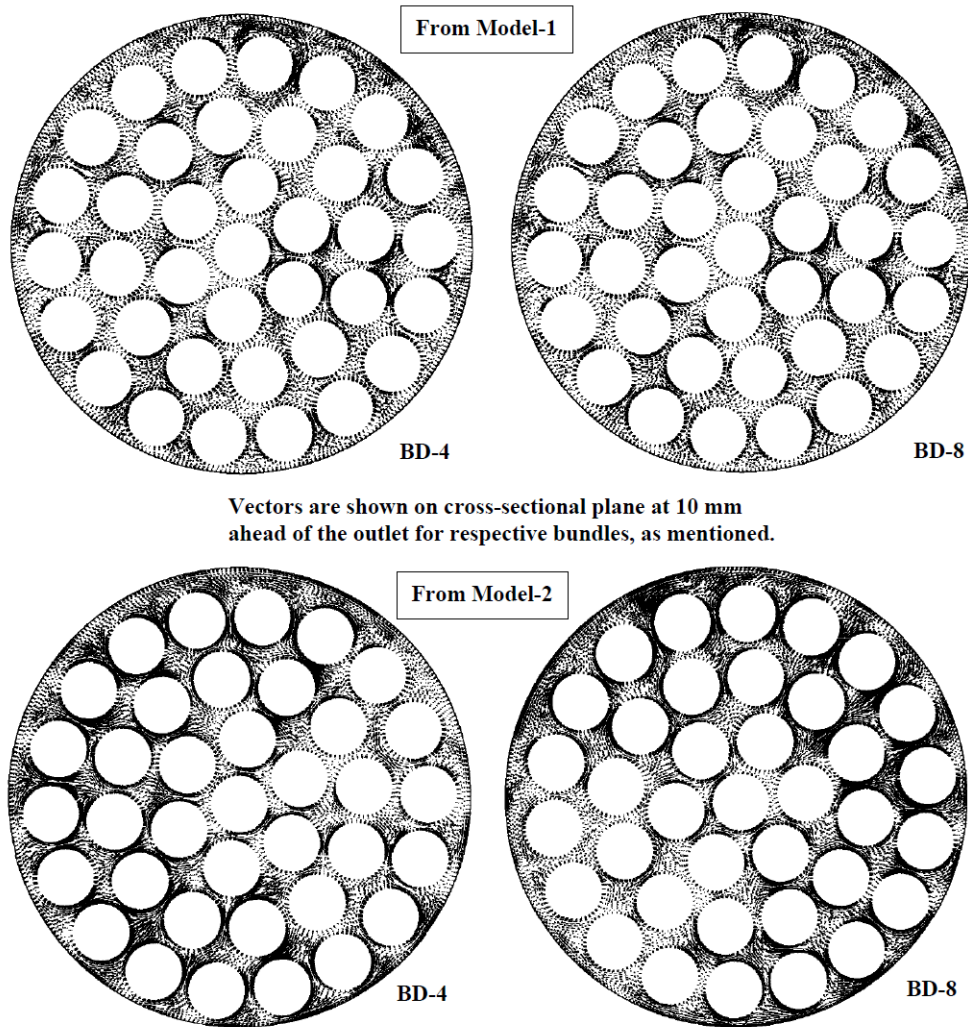 From Model-1
BD-4
BD-8
Vectors are shown on cross-sectional plane at 10 mm
ahead of the outlet for respective bundles, as mentioned.
From Model-2
BD-4
BD-8